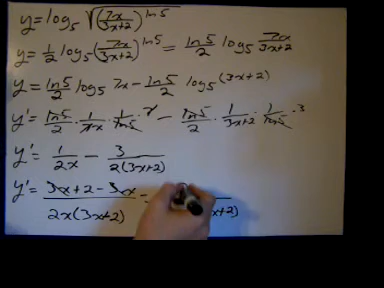 y = log₅ √(7x/(3x+2))^ln5
y = 1/2 log₅ (7x/(3x+2))^ln5 = ln5/2 log₅ 7x/(3x+2)
y = ln5/2 log₅ 7x - ln5/2 log₅ (3x+2)
y' = ln5/2 · 1/7x · 1/ln5 · 7 - ln5/2 · 1/(3x+2) · 1/ln5 · 3
y' = 1/2x - 3/2(3x+2)
y' = (3x+2-3x)/2x(3x+2) = x+2)